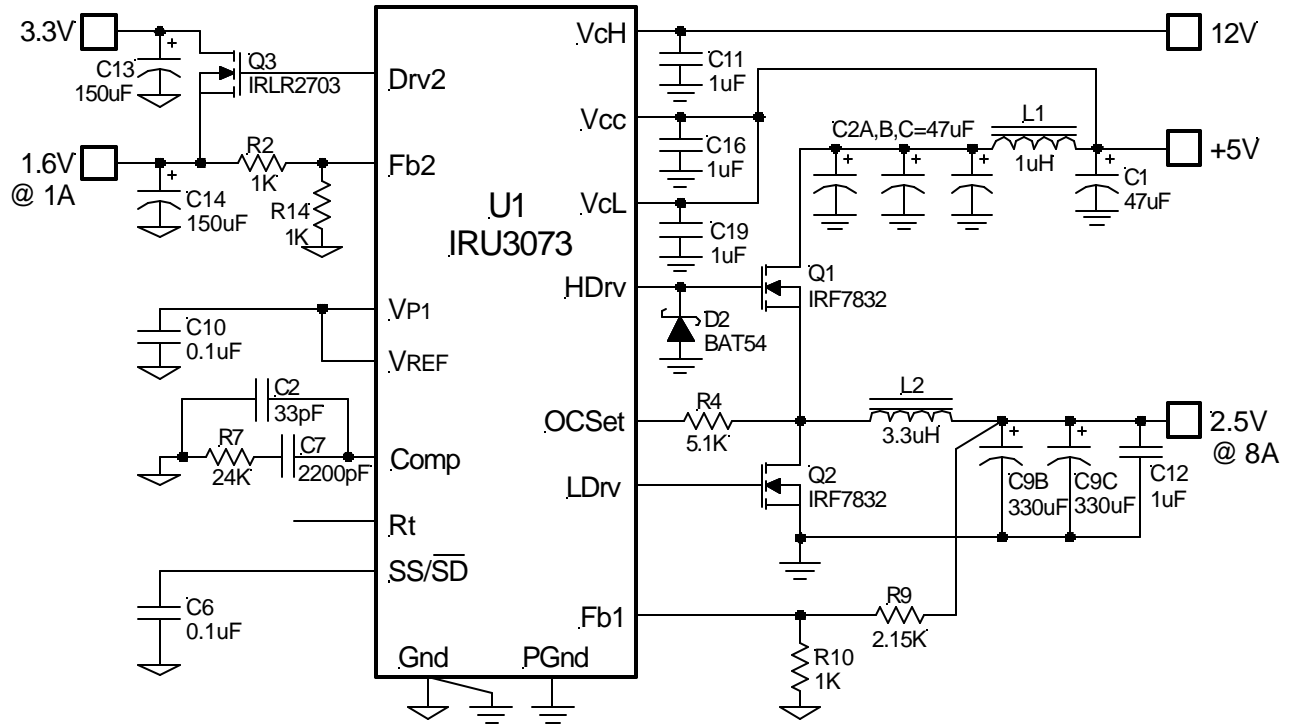 3.3V
C13
150uF
+
Q3
IRLR2703
1.6V
@ 1A
+
C14
150uF
R2
1K
R14
1K
C10
0.1uF
C2
33pF
R7
24K
C7
2200pF
C6
0.1uF
Drv2
Fb2
VP1
VREF
Comp
Rt
SS/SD
Gnd
PGnd
U1
IRU3073
VcH
Vcc
VcL
HDrv
OCSet
LDrv
Fb1
12V
C11
1uF
C16
1uF
C19
1uF
C2A,B,C=47uF
+
+
+
L1
1uH
+
+5V
C1
47uF
Q1
IRF7832
D2
BAT54
R4
5.1K
L2
3.3uH
2.5V
@ 8A
Q2
IRF7832
+
C9B
330uF
+
C9C
330uF
C12
1uF
R9
2.15K
R10
1K